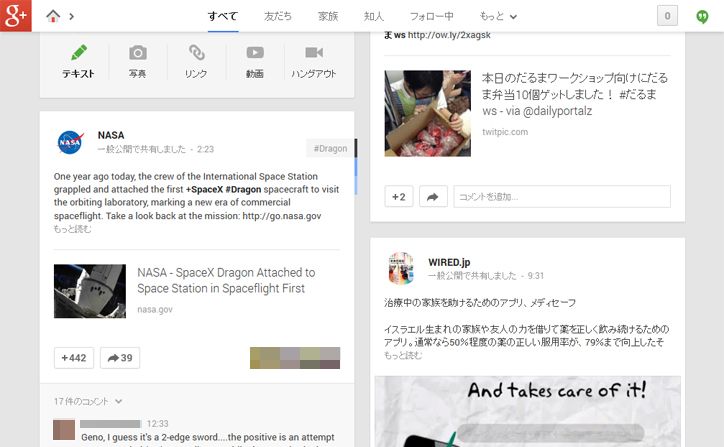 g+
すべて 友だち 家族 知人 フォロー中 もっと 0
テキスト 写真 リンク 動画 ハングアウト
NASA
一般公開で共有しました - 2:23
#Dragon
One year ago today, the crew of the International Space Station
grappled and attached the first +SpaceX #Dragon spacecraft to visit
the orbiting laboratory, marking a new era of commercial
spaceflight. Take a look back at the mission: http://go.nasa.gov
もっと読む
NASA - SpaceX Dragon Attached to
Space Station in Spaceflight First
nasa.gov
+442 39
17 件のコメント
12:33
Geno, I guess it's a 2-edge sword....the positive is an attempt
ま ws http://ow.ly/2xagsk
本日のだるまワークショップ向けにだる
ま弁当10個ゲットしました! #だるま
ws - via @dailyportalz
twitpic.com
+2 コメントを追加...
WIRED.jp
一般公開で共有しました - 9:31
治療中の家族を助けるためのアプリ、メディセーフ
イスラエル生まれの家族や友人の力を借りて薬を正しく飲み続けるための
アプリ。通常なら50%程度の薬の正しい服用率が、79%まで向上したそ
もっと読む
And takes care of it!